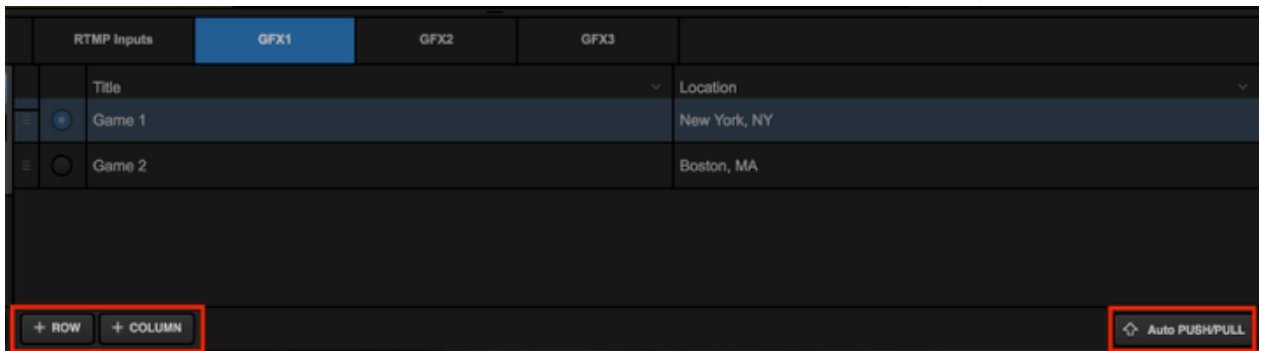 RTMP Inputs GFX1 GFX2 GFX3
Title Location
Game 1 New York, NY
Game 2 Boston, MA
+ ROW + COLUMN Auto PUSH/PULL